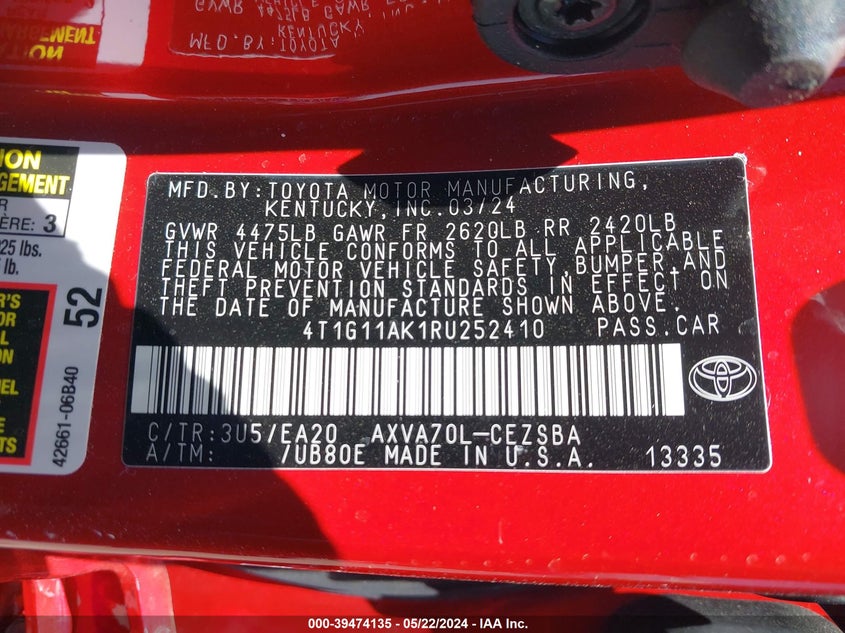 MFD.BY:TOYOTA MOTOR MANUFACTURING,
KENTUCKY,INC.03/24
GVWR 4475LB GAWR FR 2620LB RR 2420LB
THIS VEHICLE CONFORMS TO ALL APPLICABLE
FEDERAL MOTOR VEHICLE SAFETY,BUMPER,AND
THEFT PREVENTION STANDARDS IN EFFECT ON
THE DATE OF MANUFACTURE SHOWN ABOVE.
4T1G11AK1RU252410 PASS.CAR
C/TR:3U5/EA20 AXVA70L-CEZSBA
A/TM: /UB80E MADE IN U.S.A. 13335
3
52
42661-06B40
000-39474135 - 05/22/2024 - IAA Inc.